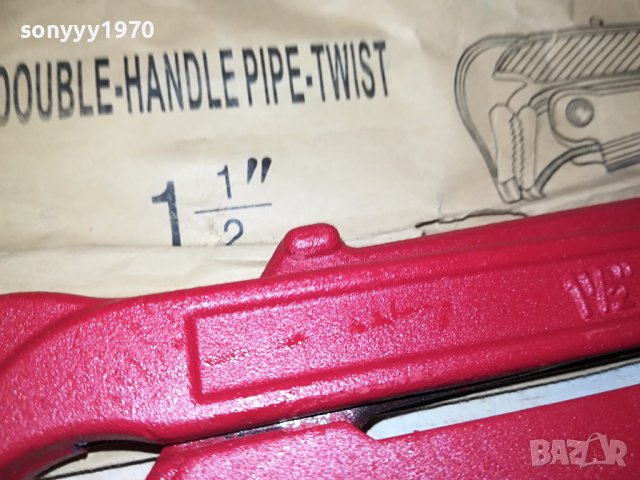 sonyyy1970
DOUBLE-HANDLE PIPE-TWIST
1 1/2"
1½"
BAZAR